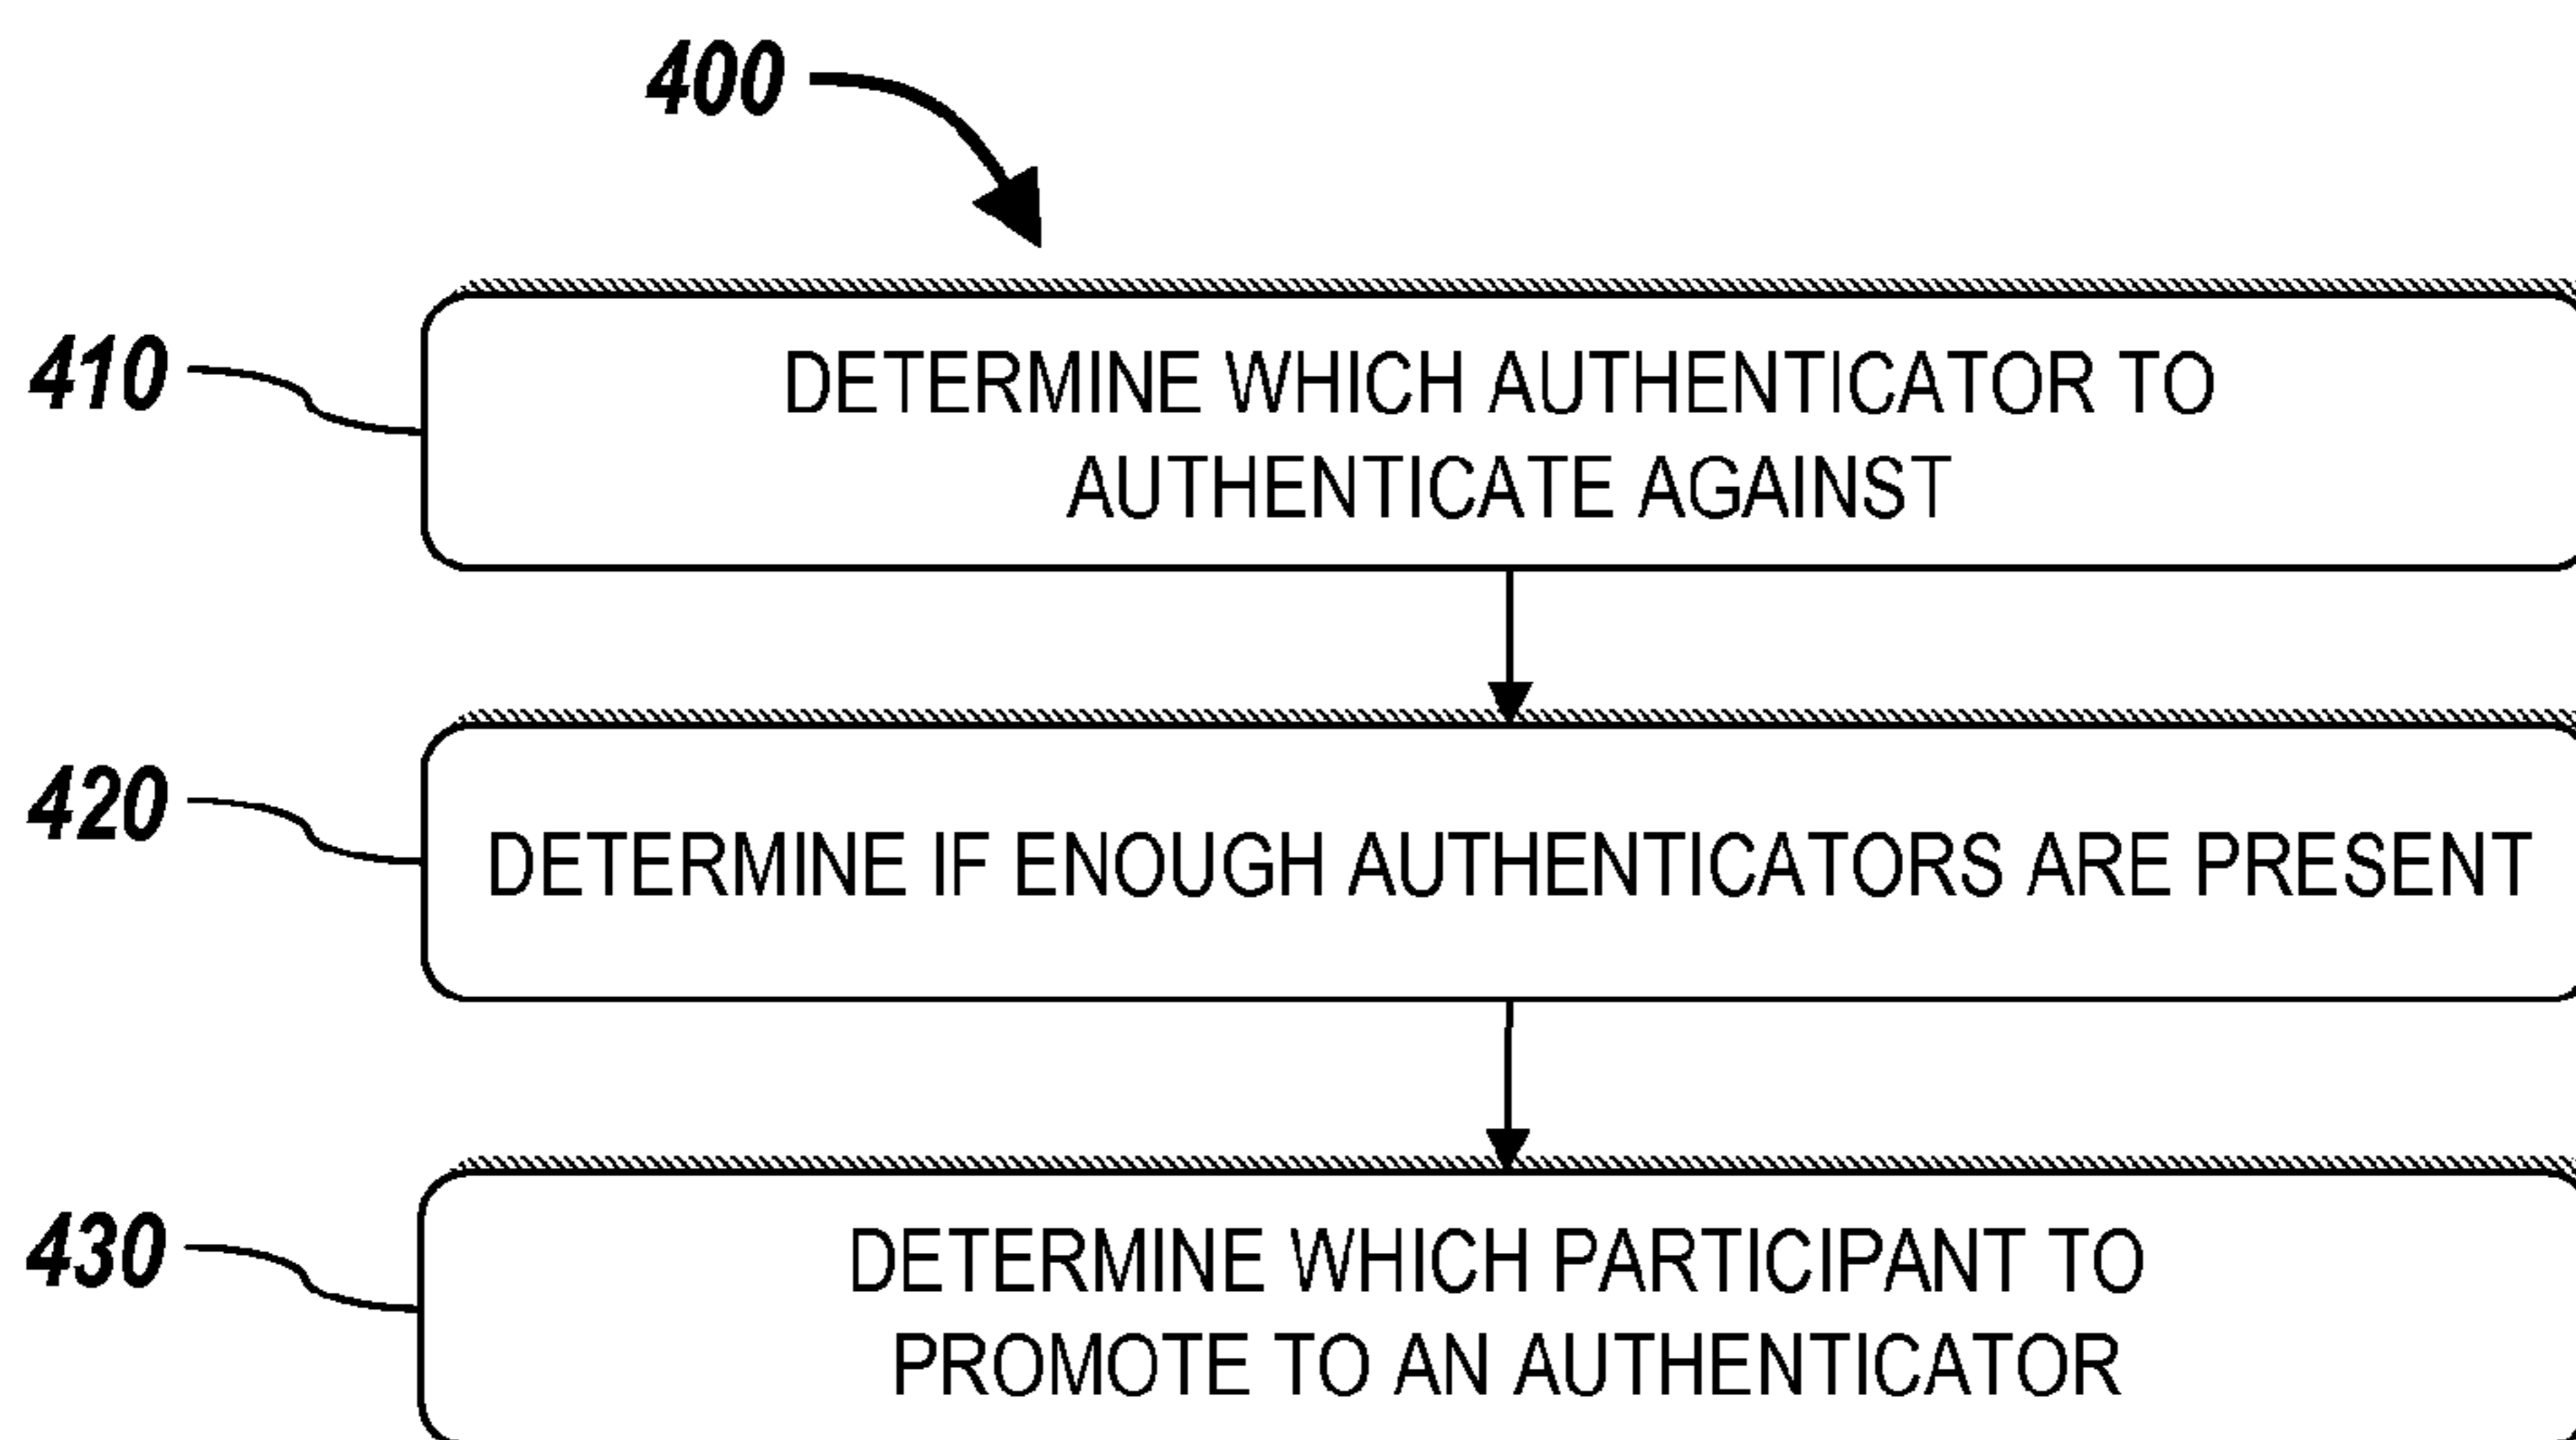 400
410
DETERMINE WHICH AUTHENTICATOR TO
AUTHENTICATE AGAINST
420
DETERMINE IF ENOUGH AUTHENTICATORS ARE PRESENT
430
DETERMINE WHICH PARTICIPANT TO
PROMOTE TO AN AUTHENTICATOR